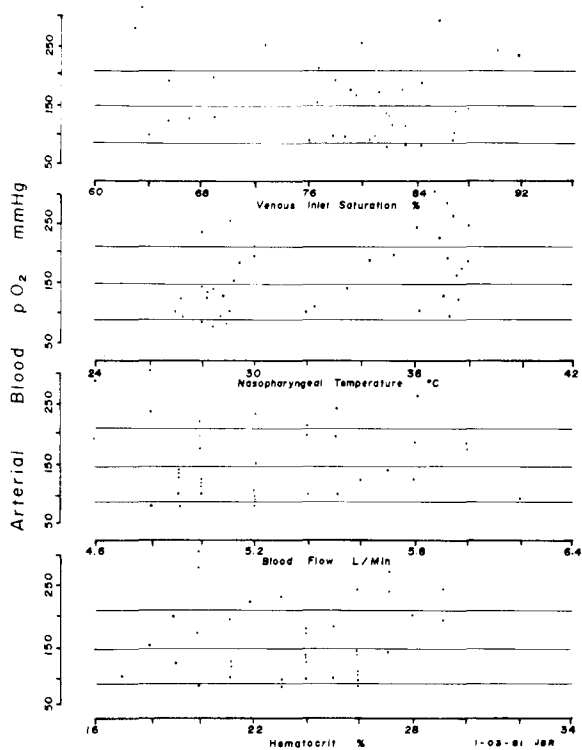 Arterial Blood pO₂ mmHg
250
150
50
60 68 76 84 92
Venous Inlet Saturation %
250
150
50
24 30 36 42
Nasopharyngeal Temperature °C
250
150
50
4.6 5.2 5.8 6.4
Blood Flow L/Min
250
150
50
16 22 28 34
Hematocrit % 1-03-81 JBR